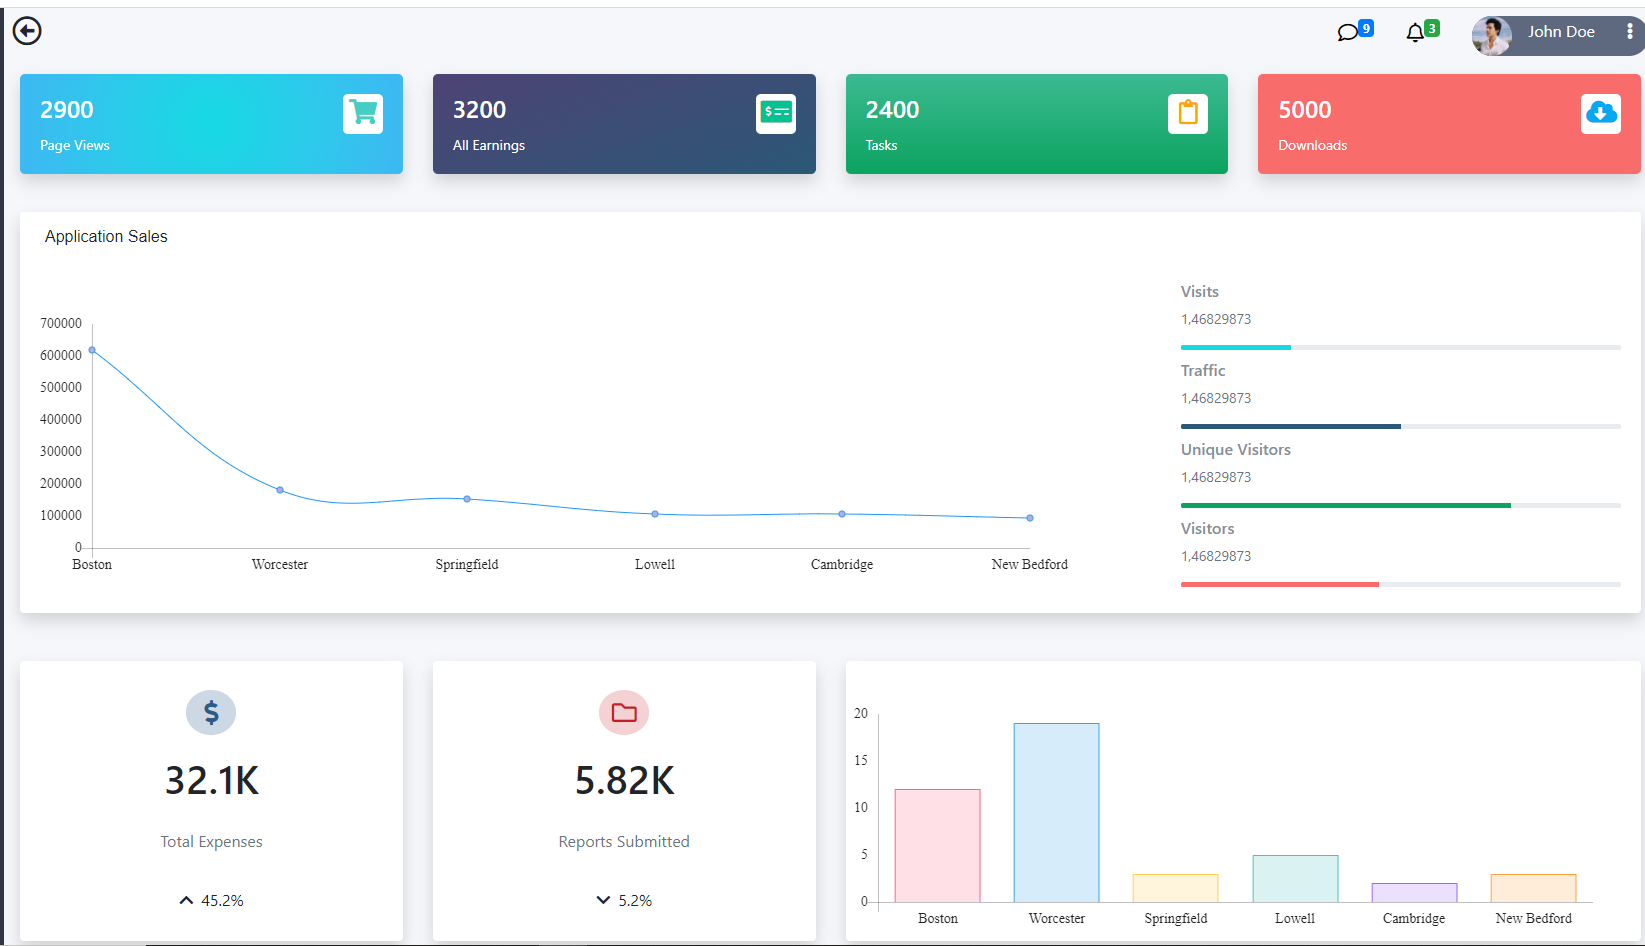 9
3
John Doe
2900
Page Views
3200
All Earnings
$
2400
Tasks
5000
Downloads
Application Sales
700000
600000
500000
400000
300000
200000
100000
0
Boston Worcester Springfield Lowell Cambridge New Bedford
Visits
1,46829873
Traffic
1,46829873
Unique Visitors
1,46829873
Visitors
1,46829873
$
32.1K
Total Expenses
45.2%
5.82K
Reports Submitted
5.2%
20
15
10
5
0
Boston Worcester Springfield Lowell Cambridge New Bedford